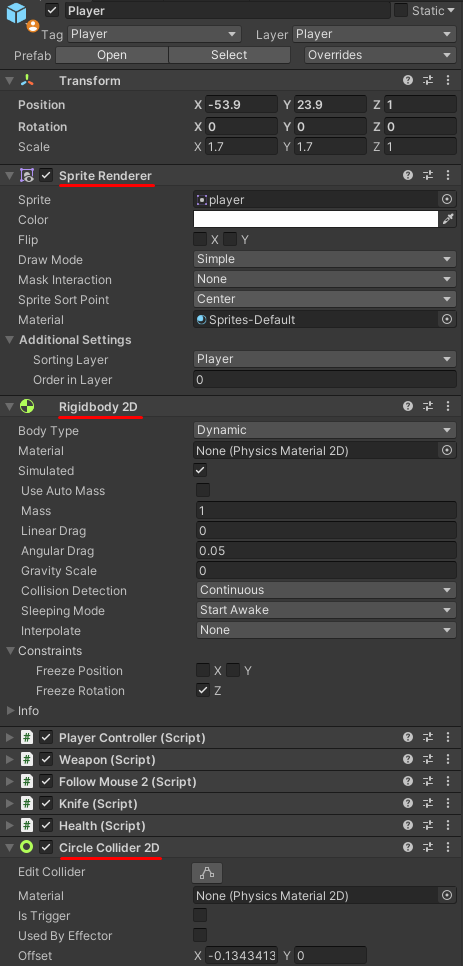 Player Static
Tag Player Layer Player
Prefab Open Select Overrides
Transform
Position X -53.9 Y 23.9 Z 1
Rotation X 0 Y 0 Z 0
Scale X 1.7 Y 1.7 Z 1
Sprite Renderer
Sprite player
Color
Flip X Y
Draw Mode Simple
Mask Interaction None
Sprite Sort Point Center
Material Sprites-Default
Additional Settings
Sorting Layer Player
Order in Layer 0
Rigidbody 2D
Body Type Dynamic
Material None (Physics Material 2D)
Simulated
Use Auto Mass
Mass 1
Linear Drag 0
Angular Drag 0.05
Gravity Scale 0
Collision Detection Continuous
Sleeping Mode Start Awake
Interpolate None
Constraints
Freeze Position X Y
Freeze Rotation Z
Info
# Player Controller (Script)
# Weapon (Script)
# Follow Mouse 2 (Script)
# Knife (Script)
# Health (Script)
Circle Collider 2D
Edit Collider
Material None (Physics Material 2D)
Is Trigger
Used By Effector
Offset X -0.1343413 Y 0